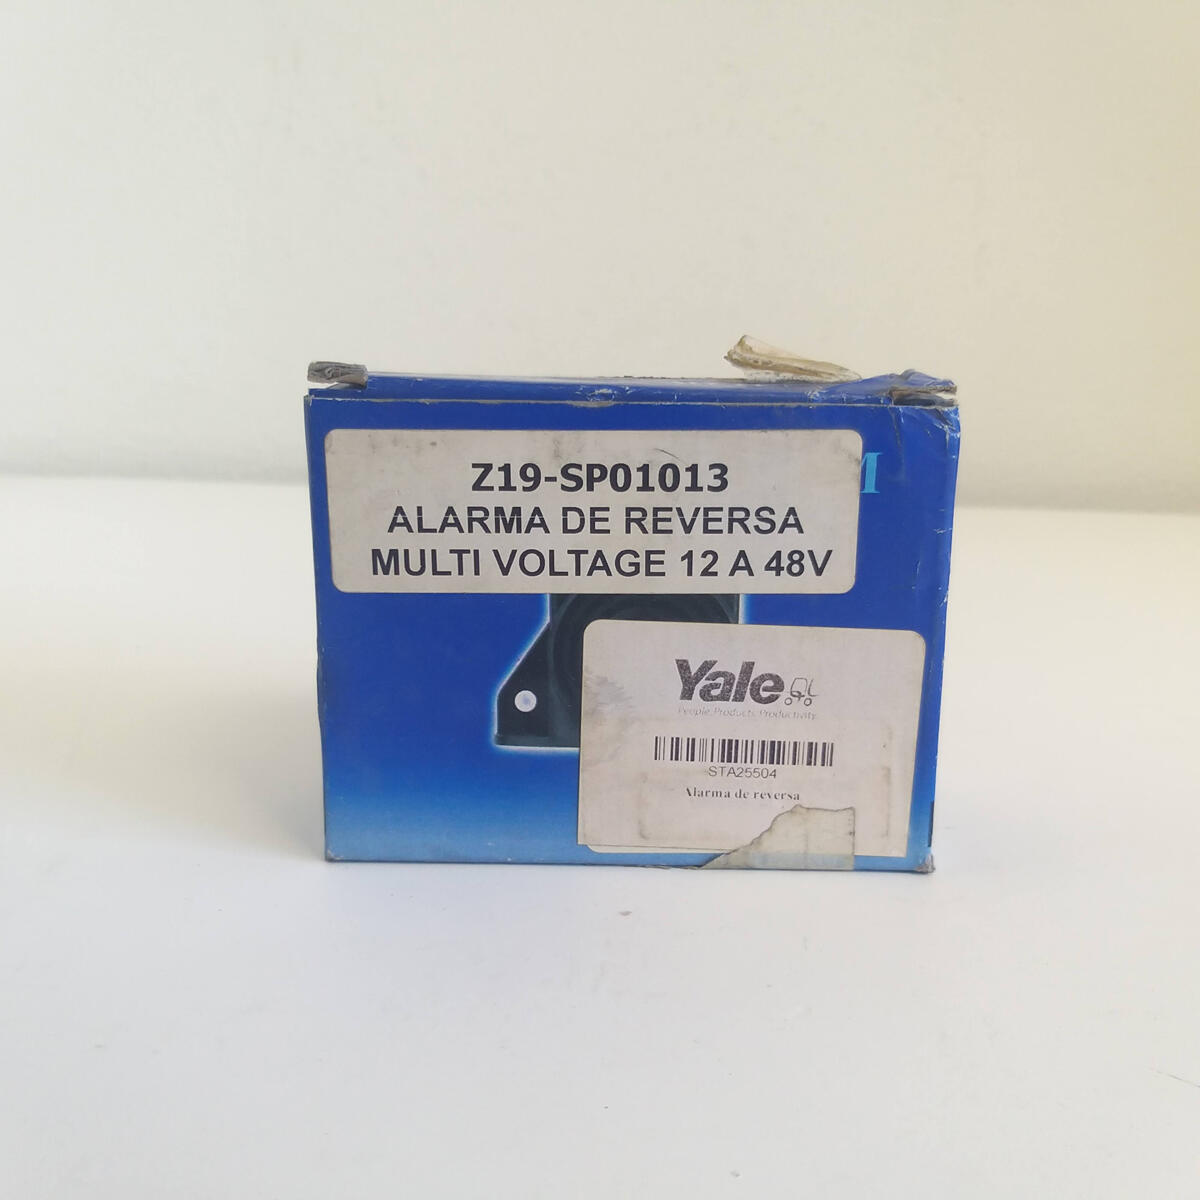 Z19-SP01013
ALARMA DE REVERSA
MULTI VOLTAGE 12 A 48V
M
Yale
People. Products. Productivity.
STA25504
Alarma de reversa